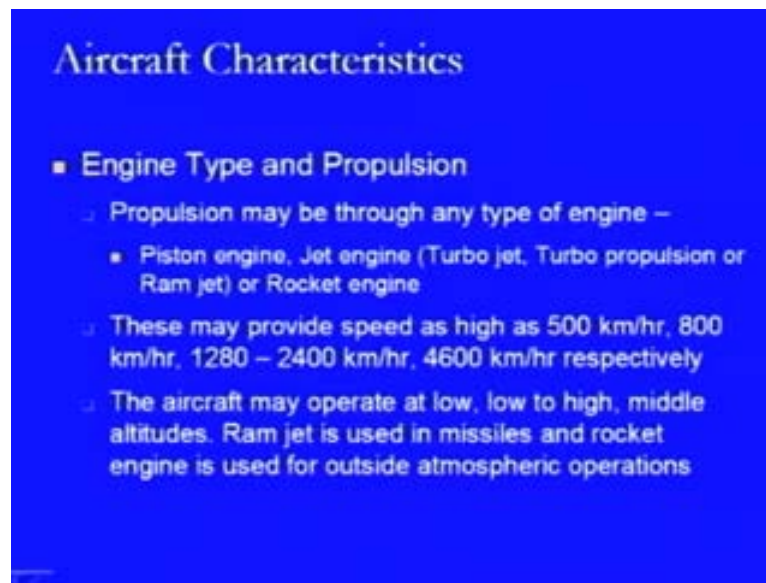 Aircraft Characteristics
Engine Type and Propulsion
Propulsion may be through any type of engine –
Piston engine, Jet engine (Turbo jet, Turbo propulsion or
Ram jet) or Rocket engine
These may provide speed as high as 500 km/hr, 800
km/hr, 1280 – 2400 km/hr, 4600 km/hr respectively
The aircraft may operate at low, low to high, middle
altitudes. Ram jet is used in missiles and rocket
engine is used for outside atmospheric operations